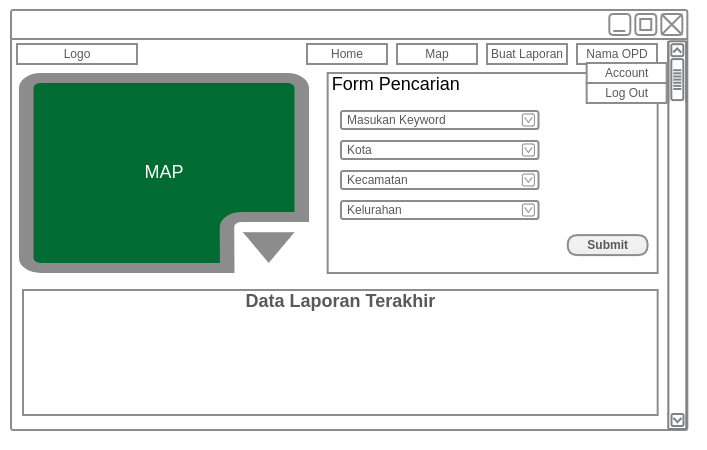 Logo
Home
Map
Buat Laporan
Nama OPD
Account
Log Out
MAP
Form Pencarian
Masukan Keyword
Kota
Kecamatan
Kelurahan
Submit
Data Laporan Terakhir